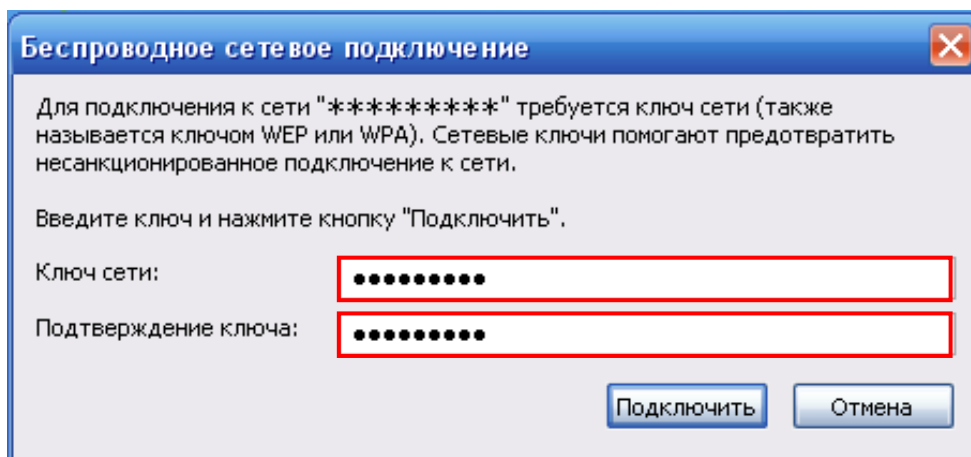 Беспроводное сетевое подключение
Для подключения к сети "*********" требуется ключ сети (также
называется ключом WEP или WPA). Сетевые ключи помогают предотвратить
несанкционированное подключение к сети.
Введите ключ и нажмите кнопку "Подключить".
Ключ сети: •••••••••
Подтверждение ключа: •••••••••
Подключить Отмена